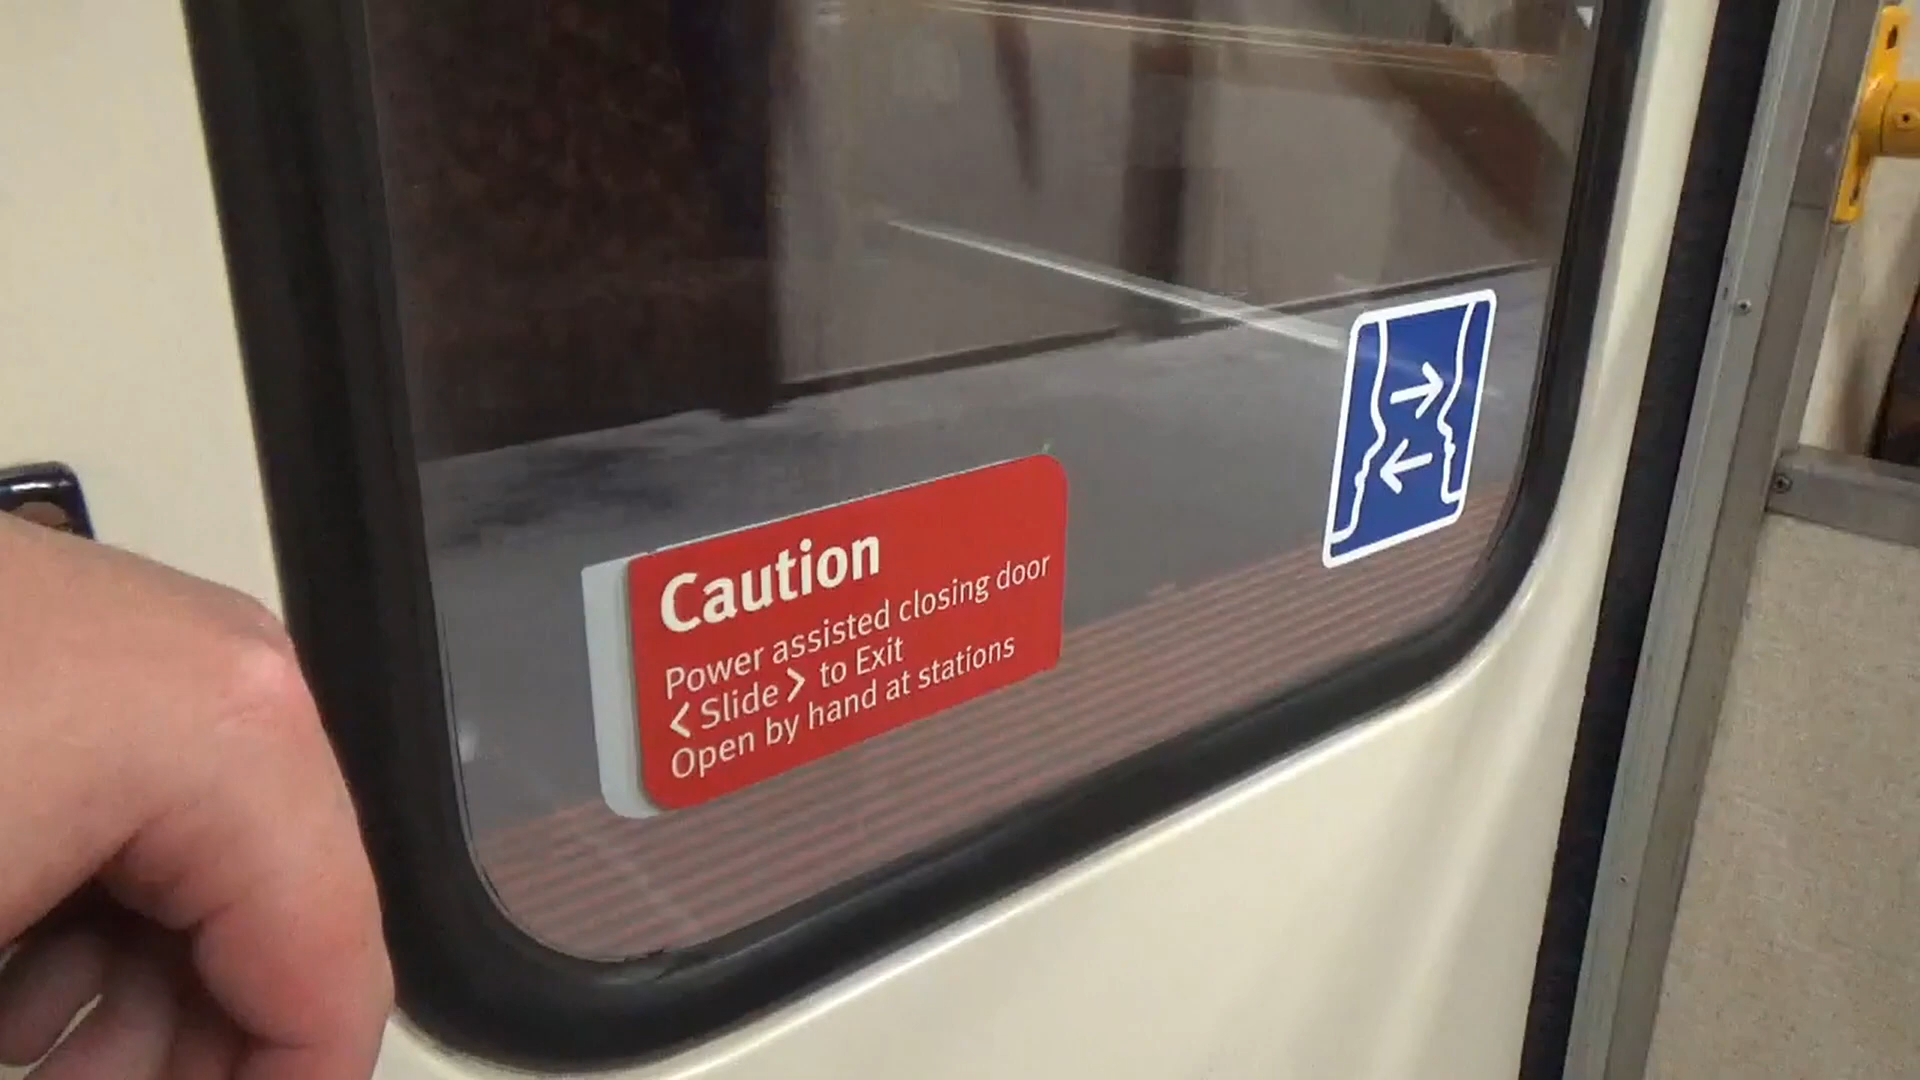 Caution
Power assisted closing door
< Slide > to Exit
Open by hand at stations